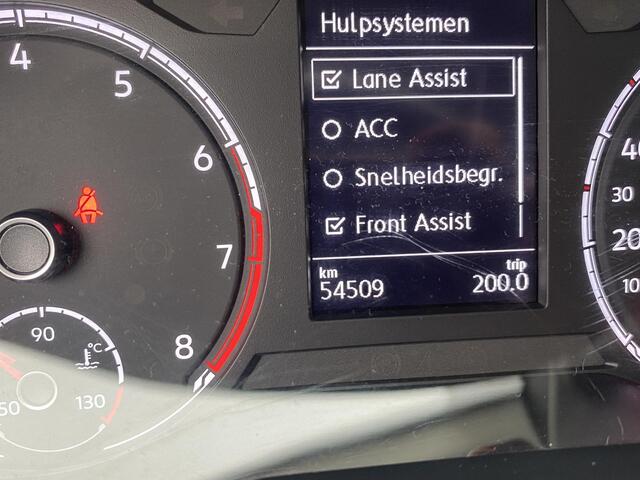 Hulpsystemen
Lane Assist
ACC
Snelheidsbegr.
Front Assist
km
54509
trip
200.0
4
5
6
7
8
90
°C
50
130
40
30
20
10